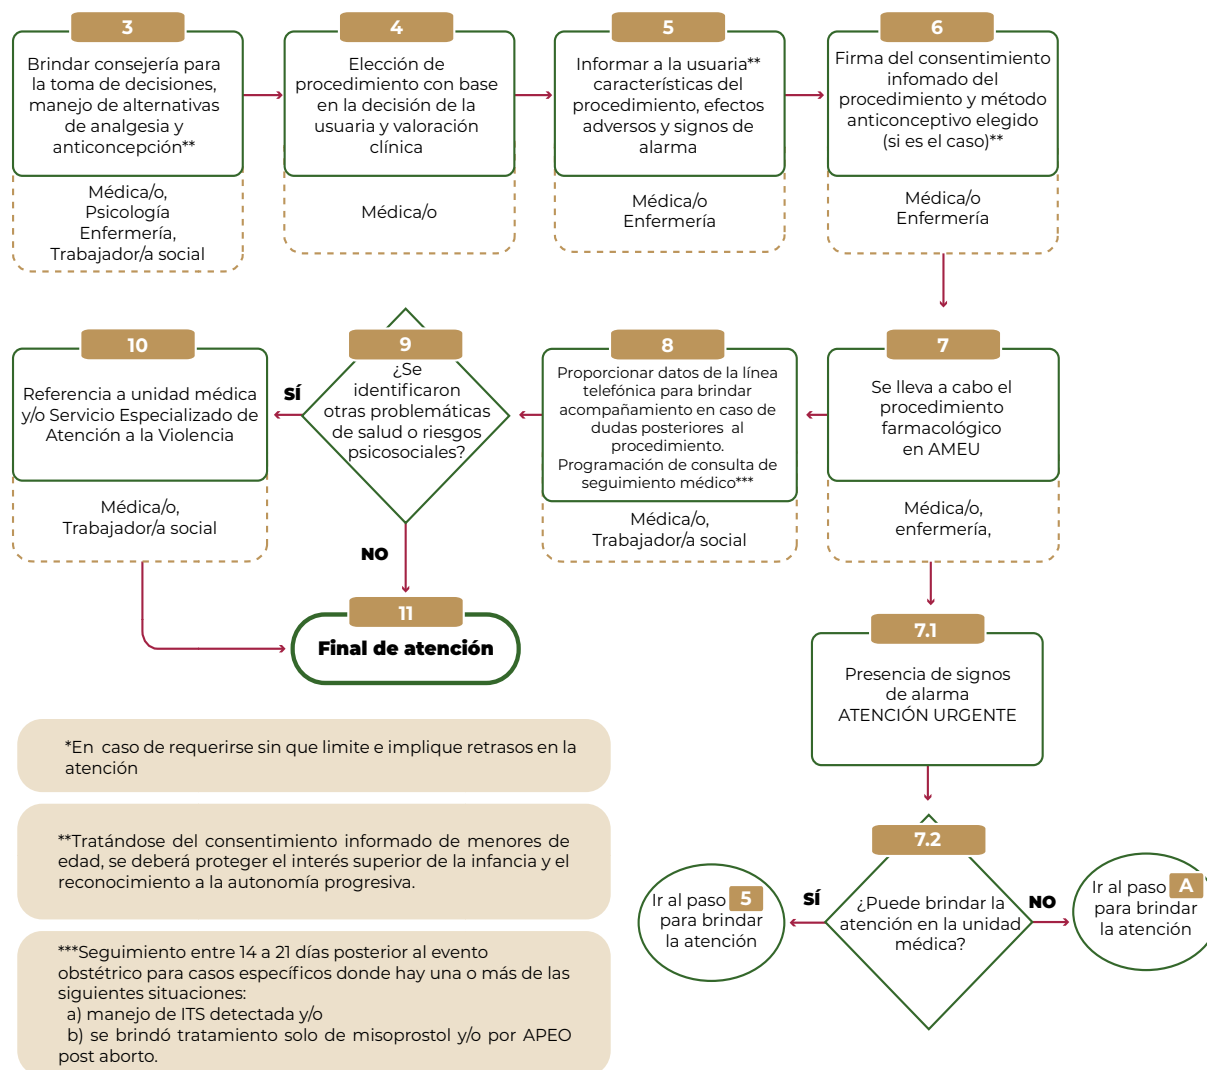 3
Brindar consejería para
la toma de decisiones,
manejo de alternativas
de analgesia y
anticoncepción**
Médica/o,
Psicología
Enfermería,
Trabajador/a social
4
Elección de
procedimiento con base
en la decisión de la
usuaria y valoración
clínica
Médica/o
5
Informar a la usuaria**
características del
procedimiento, efectos
adversos y signos de
alarma
Médica/o
Enfermería
6
Firma del consentimiento
infomado del
procedimiento y método
anticonceptivo elegido
(si es el caso)**
Médica/o
Enfermería
7
Se lleva a cabo el
procedimiento
farmacológico
en AMEU
Médica/o,
enfermería,
8
Proporcionar datos de la línea
telefónica para brindar
acompañamiento en caso de
dudas posteriores al
procedimiento.
Programación de consulta de
seguimiento médico***
Médica/o,
Trabajador/a social
9
¿Se
identificaron
otras problemáticas
de salud o riesgos
psicosociales?
SÍ
NO
10
Referencia a unidad médica
y/o Servicio Especializado de
Atención a la Violencia
Médica/o,
Trabajador/a social
11
Final de atención
7.1
Presencia de signos
de alarma
ATENCIÓN URGENTE
7.2
¿Puede brindar la
atención en la unidad
médica?
SÍ
Ir al paso 5
para brindar
la atención
NO
Ir al paso A
para brindar
la atención
*En caso de requerirse sin que limite e implique retrasos en la
atención
**Tratándose del consentimiento informado de menores de
edad, se deberá proteger el interés superior de la infancia y el
reconocimiento a la autonomía progresiva.
***Seguimiento entre 14 a 21 días posterior al evento
obstétrico para casos específicos donde hay una o más de las
siguientes situaciones:
a) manejo de ITS detectada y/o
b) se brindó tratamiento solo de misoprostol y/o por APEO
post aborto.